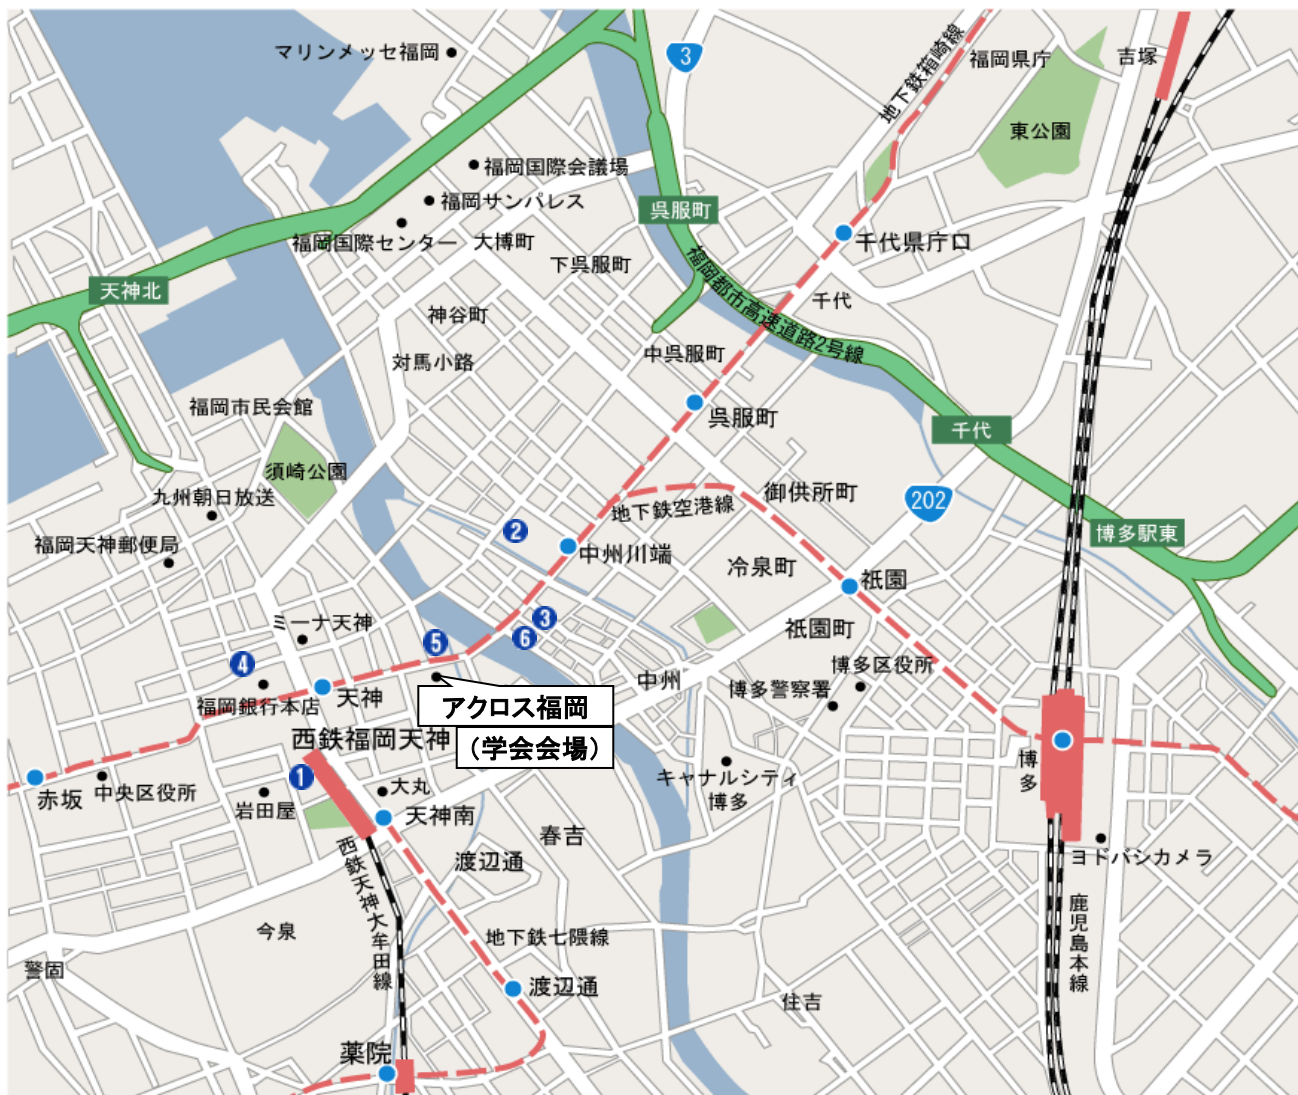 マリンメッセ福岡
3
地下鉄箱崎線
福岡県庁
吉塚
東公園
福岡国際会議場
福岡サンパレス
呉服町
福岡国際センター
大博町
千代県庁口
下呉服町
天神北
福岡都市高速道路2号線
千代
神谷町
中呉服町
対馬小路
福岡市民会館
呉服町
千代
須崎公園
御供所町
九州朝日放送
地下鉄空港線
202
博多駅東
福岡天神郵便局
2
中州川端
冷泉町
祇園
ミーナ天神
3
祇園町
5
6
4
博多区役所
中州
博多警察署
天神
福岡銀行本店
アクロス福岡
(学会会場)
西鉄福岡天神
1
キャナルシティ
博多
博多
赤坂
中央区役所
大丸
岩田屋
天神南
春吉
ヨドバシカメラ
渡辺通
西鉄天神大牟田線
今泉
地下鉄七隈線
鹿児島本線
警固
渡辺通
住吉
薬院